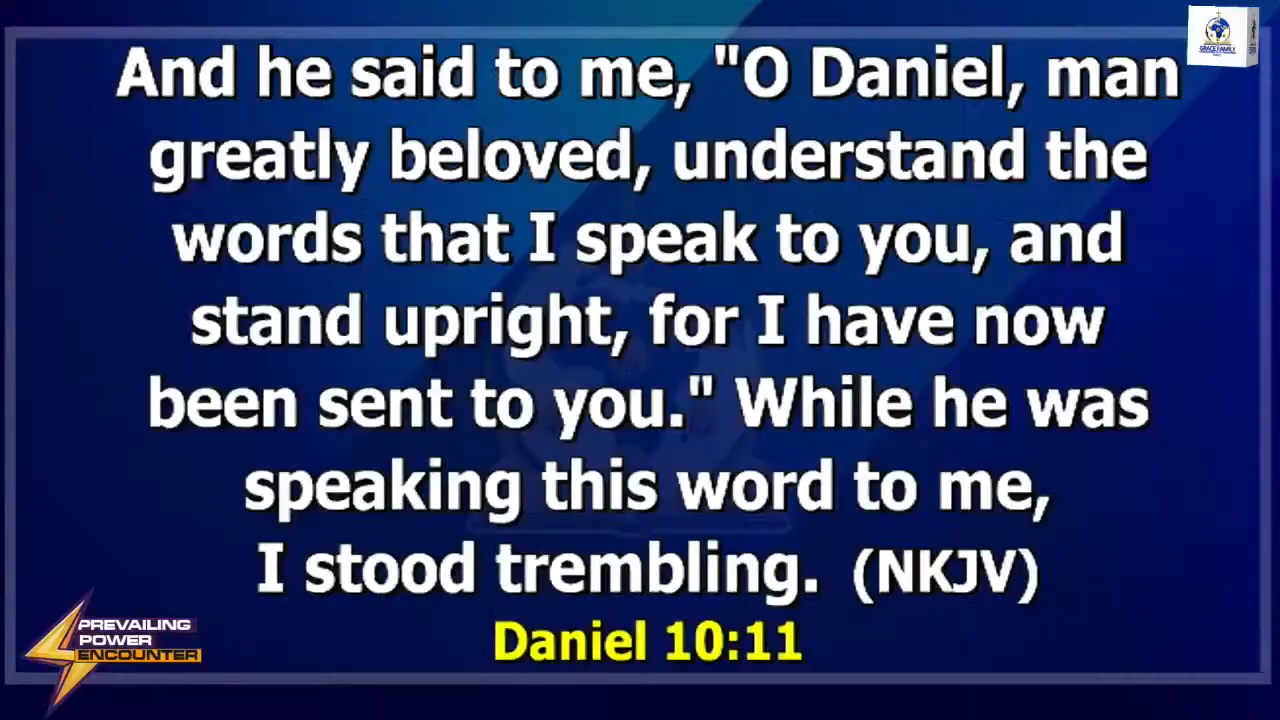 And he said to me, "O Daniel, man
greatly beloved, understand the
words that I speak to you, and
stand upright, for I have now
been sent to you." While he was
speaking this word to me,
I stood trembling. (NKJV)
Daniel 10:11
PREVAILING
POWER
ENCOUNTER
GRACE FAMILY